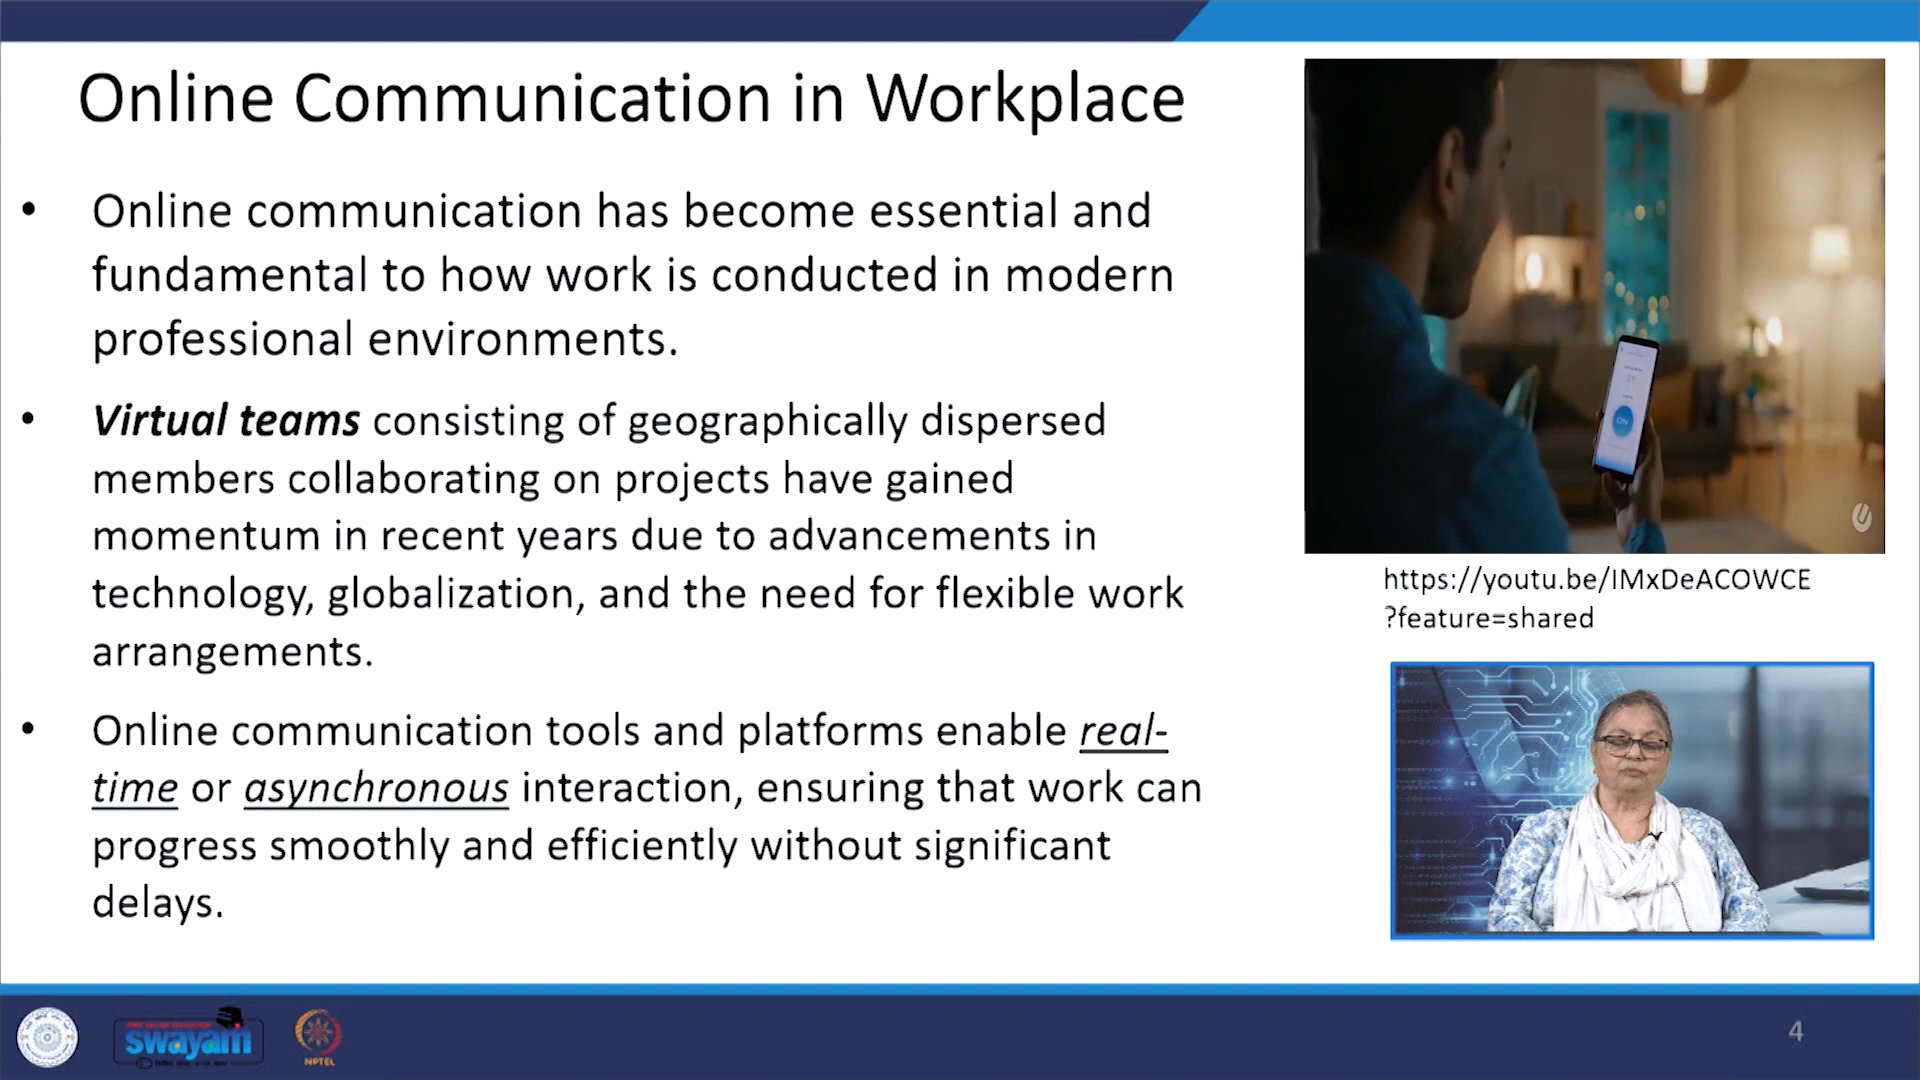 Online Communication in Workplace
• Online communication has become essential and
fundamental to how work is conducted in modern
professional environments.
• Virtual teams consisting of geographically dispersed
members collaborating on projects have gained
momentum in recent years due to advancements in
technology, globalization, and the need for flexible work
arrangements.
• Online communication tools and platforms enable real-
time or asynchronous interaction, ensuring that work can
progress smoothly and efficiently without significant
delays.
ON
https://youtu.be/IMxDeACOWCE
?feature=shared
swayam
NPTEL
4